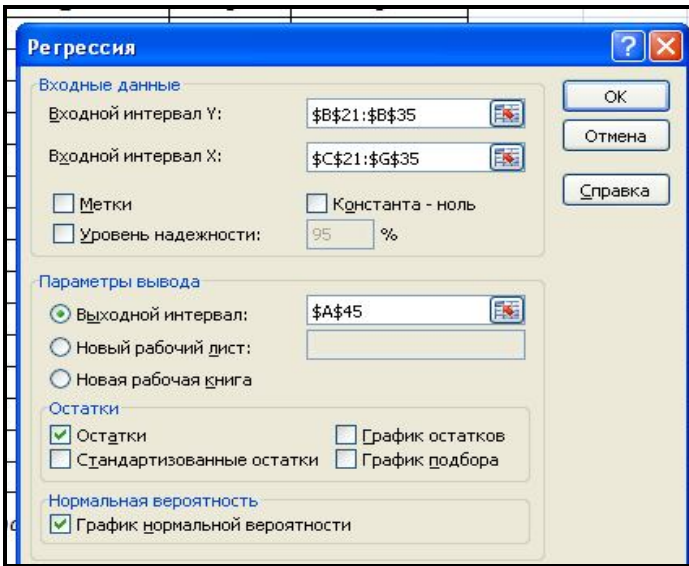 Регрессия
Входные данные
Входной интервал Y: $B$21:$B$35
Входной интервал X: $C$21:$G$35
Метки Константа - ноль
Уровень надежности: 95 %
ОК
Отмена
Справка
Параметры вывода
Выходной интервал: $A$45
Новый рабочий лист:
Новая рабочая книга
Остатки
Остатки График остатков
Стандартизованные остатки График подбора
Нормальная вероятность
График нормальной вероятности